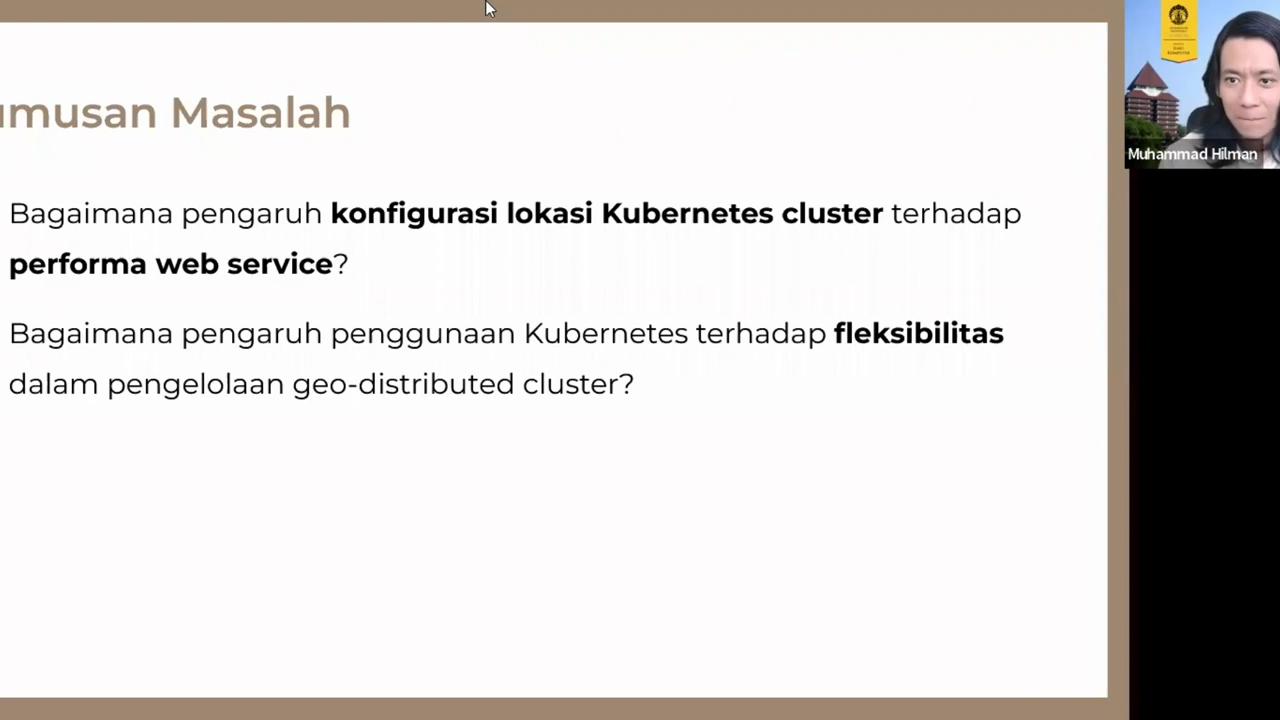 umusan Masalah
Bagaimana pengaruh konfigurasi lokasi Kubernetes cluster terhadap
performa web service?
Bagaimana pengaruh penggunaan Kubernetes terhadap fleksibilitas
dalam pengelolaan geo-distributed cluster?
Muhammad Hilman